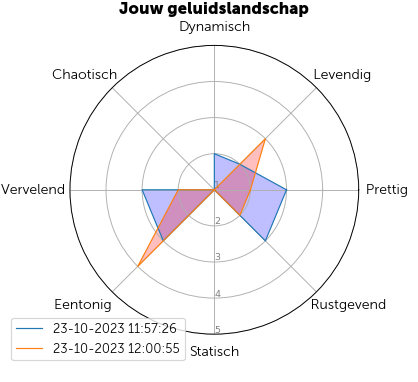 Jouw geluidslandschap
Dynamisch
Chaotisch
Levendig
Vervelend
Prettig
2
3
4
5
Eentonig
Rustgevend
Statisch
23-10-2023 11:57:26
23-10-2023 12:00:55